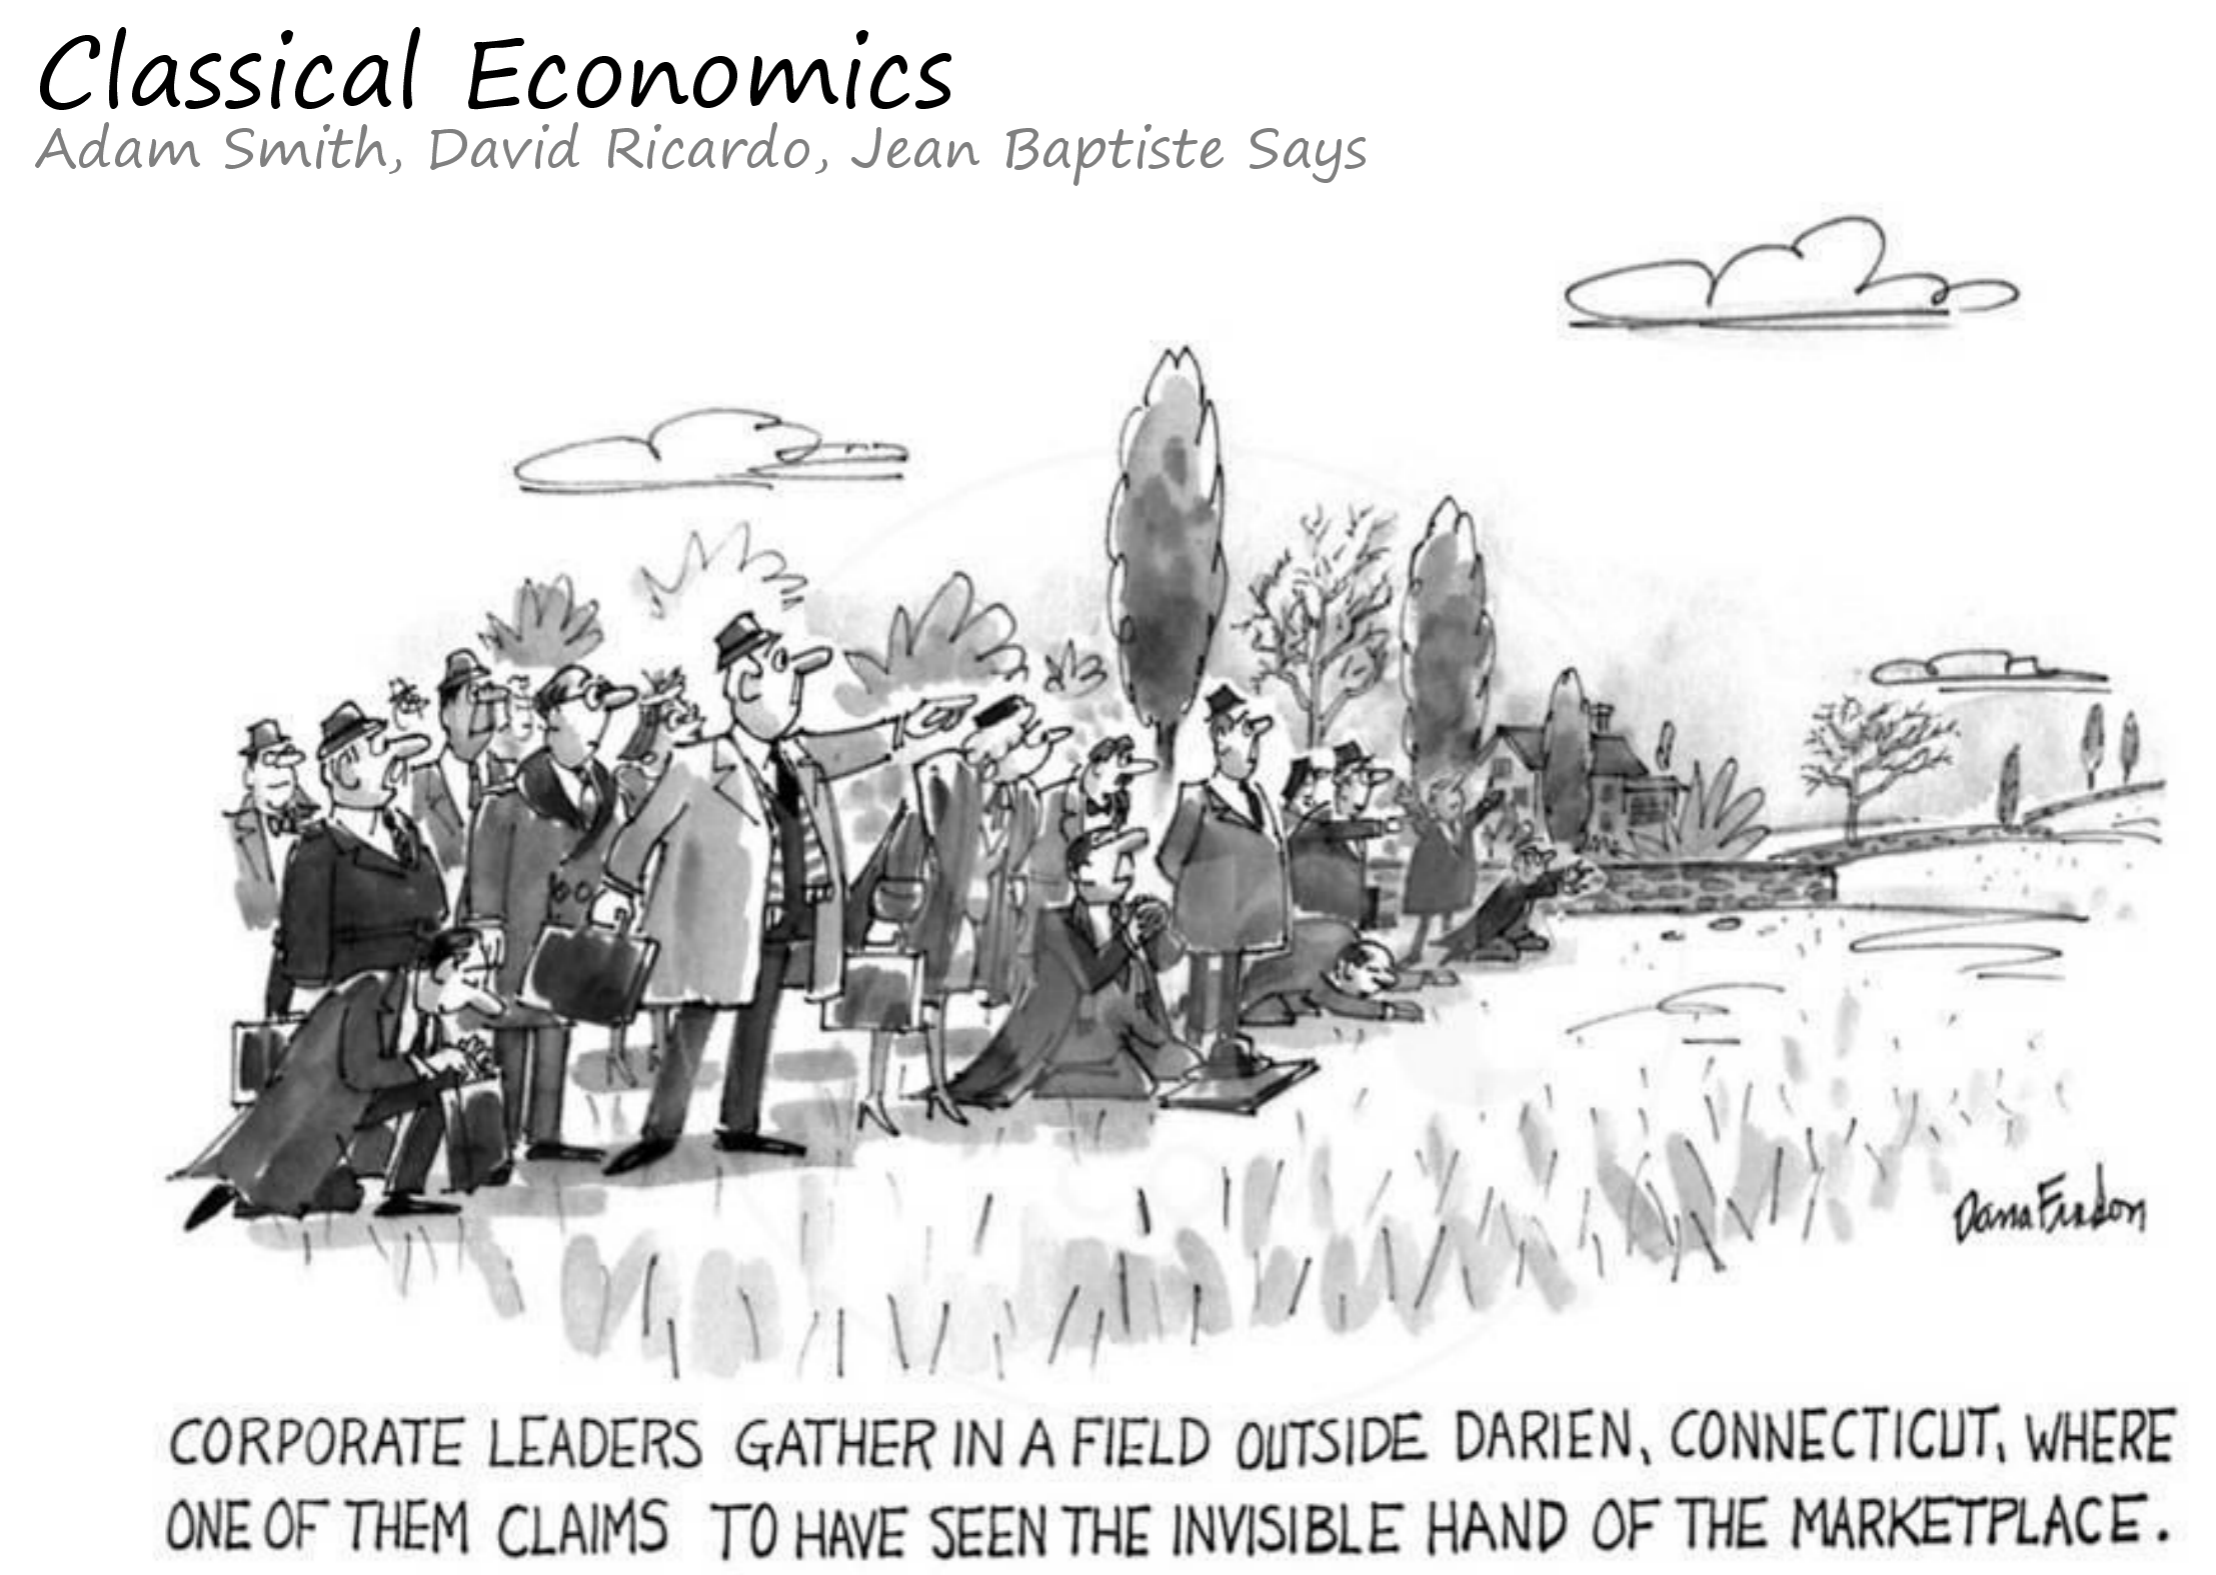 Classical Economics
Adam Smith, David Ricardo, Jean Baptiste Says
Dana Fradon
CORPORATE LEADERS GATHER IN A FIELD OUTSIDE DARIEN, CONNECTICUT, WHERE
ONE OF THEM CLAIMS TO HAVE SEEN THE INVISIBLE HAND OF THE MARKETPLACE.